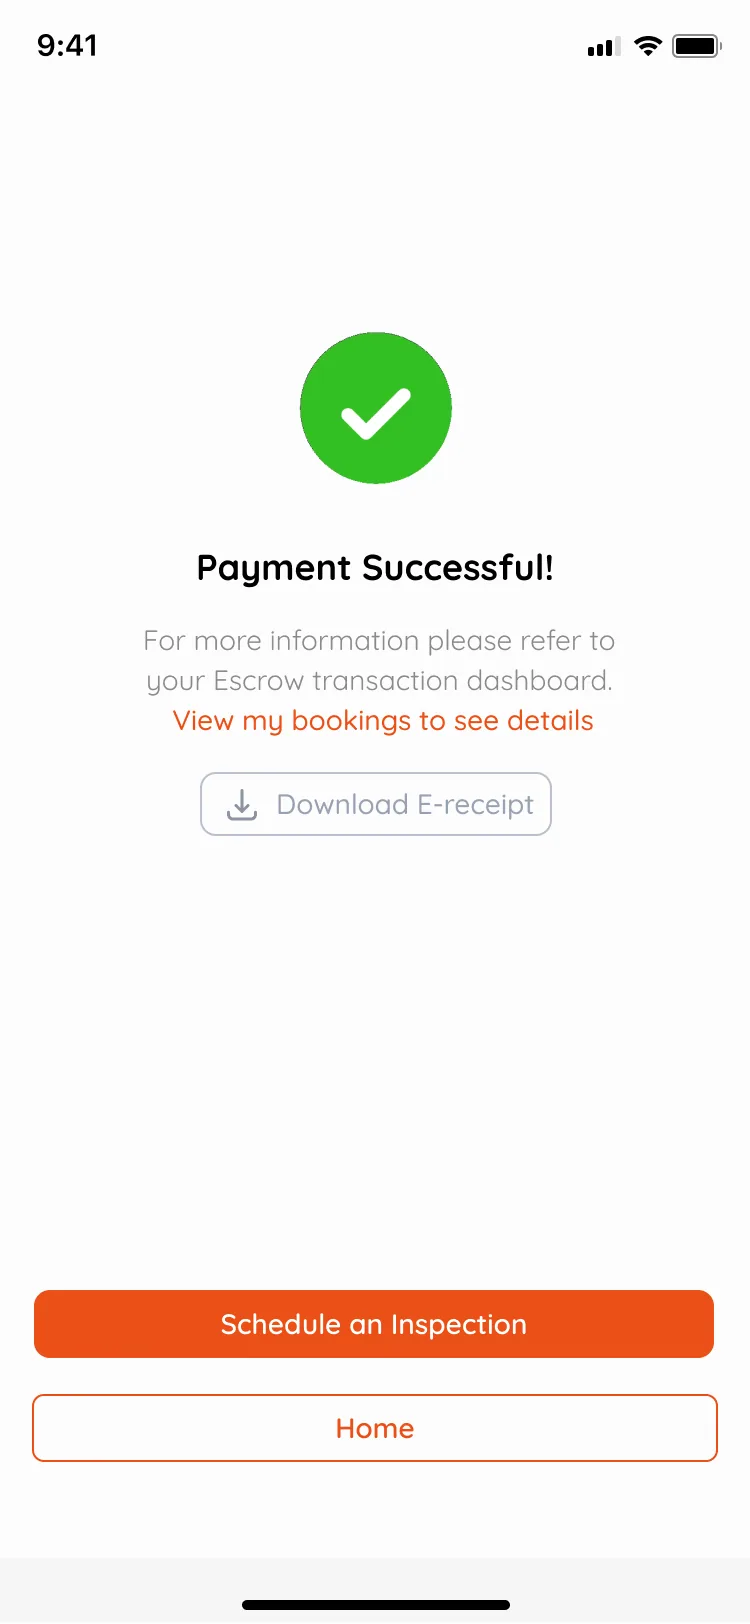 9:41
Payment Successful!
For more information please refer to
your Escrow transaction dashboard.
View my bookings to see details
Download E-receipt
Schedule an Inspection
Home